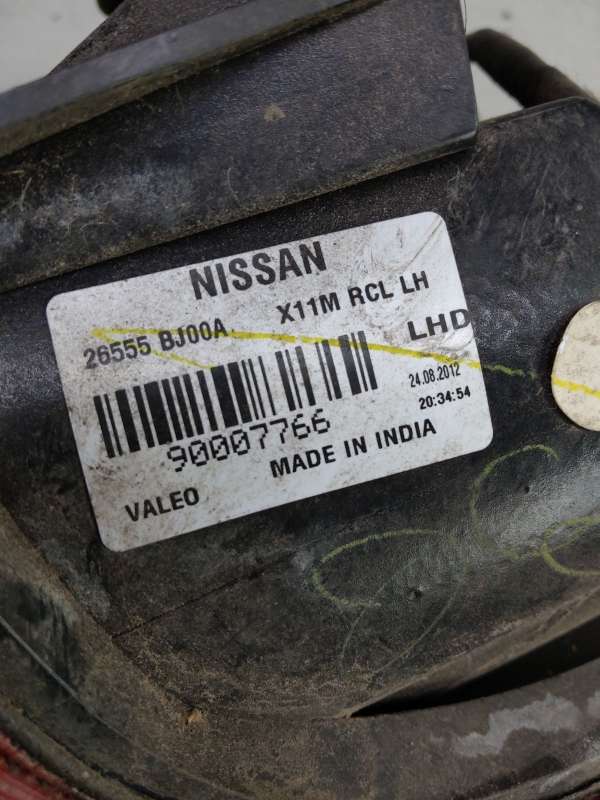 NISSAN
26555 BJ00A X11M RCL LH
LHD
24.08.2012
20:34:54
90007766
MADE IN INDIA
VALEO